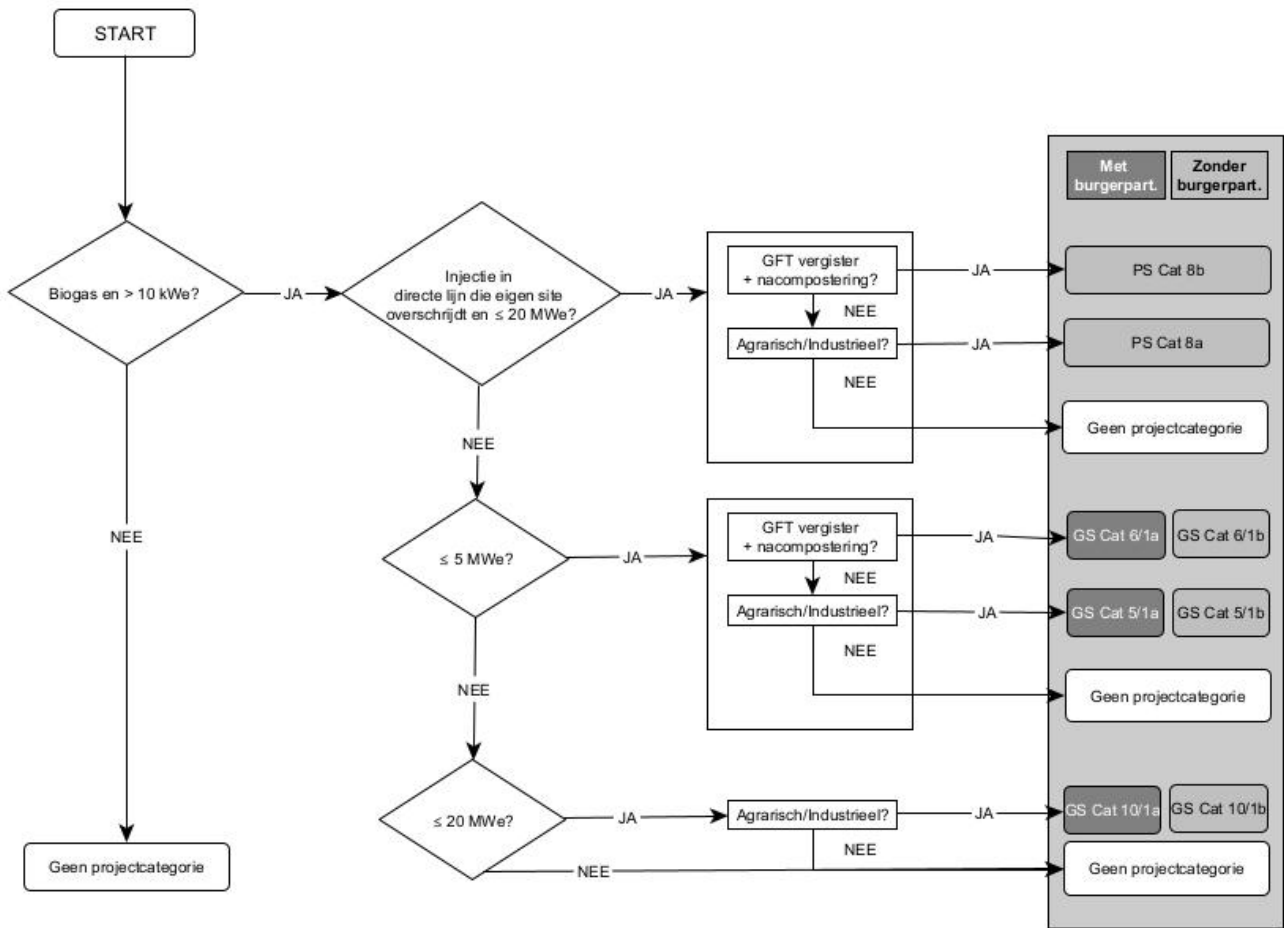 START
Met
burgerpart.
Zonder
burgerpart.
Biogas en > 10 kWe?
JA
Injectie in
directe lijn die eigen site
overschrijdt en ≤ 20 MWe?
JA
GFT vergister
+ nacompostering?
JA
PS Cat 8b
NEE
Agrarisch/Industrieel?
JA
PS Cat 8a
NEE
Geen projectcategorie
NEE
NEE
≤ 5 MWe?
JA
GFT vergister
+ nacompostering?
JA
GS Cat 6/1a
GS Cat 6/1b
NEE
Agrarisch/Industrieel?
JA
GS Cat 5/1a
GS Cat 5/1b
NEE
Geen projectcategorie
NEE
≤ 20 MWe?
JA
Agrarisch/Industrieel?
JA
GS Cat 10/1a
GS Cat 10/1b
NEE
NEE
Geen projectcategorie
Geen projectcategorie